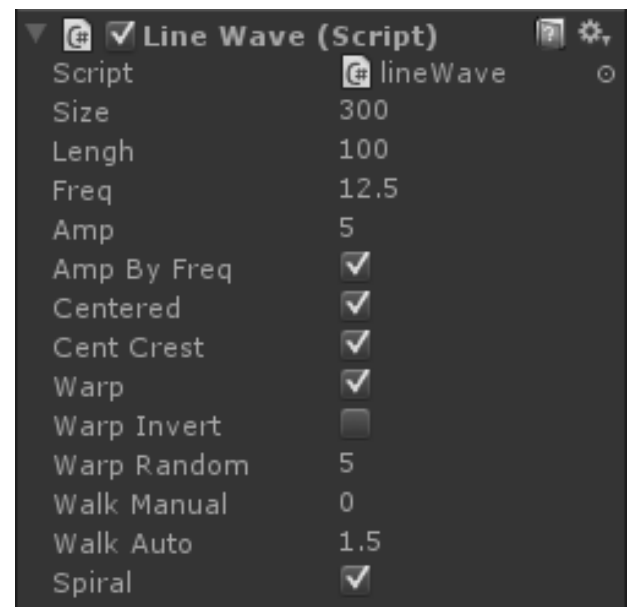 Line Wave (Script)
Script lineWave
Size 300
Lengh 100
Freq 12.5
Amp 5
Amp By Freq
Centered
Cent Crest
Warp
Warp Invert
Warp Random 5
Walk Manual 0
Walk Auto 1.5
Spiral